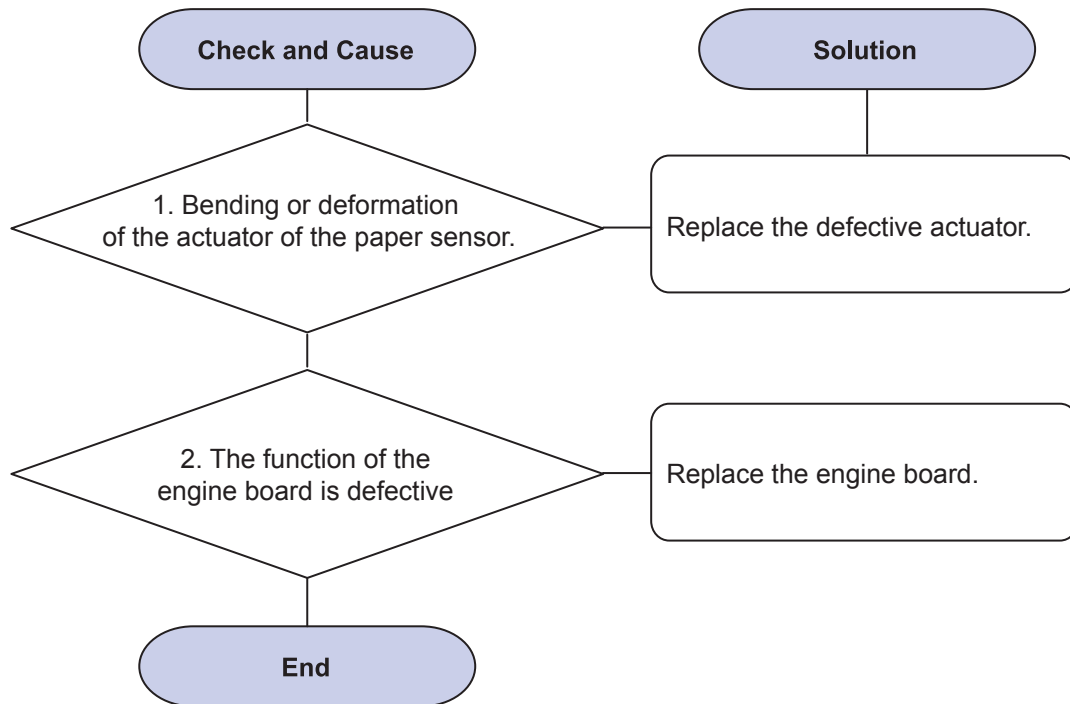 Check and Cause
Solution
1. Bending or deformation
of the actuator of the paper sensor.
Replace the defective actuator.
2. The function of the
engine board is defective
Replace the engine board.
End